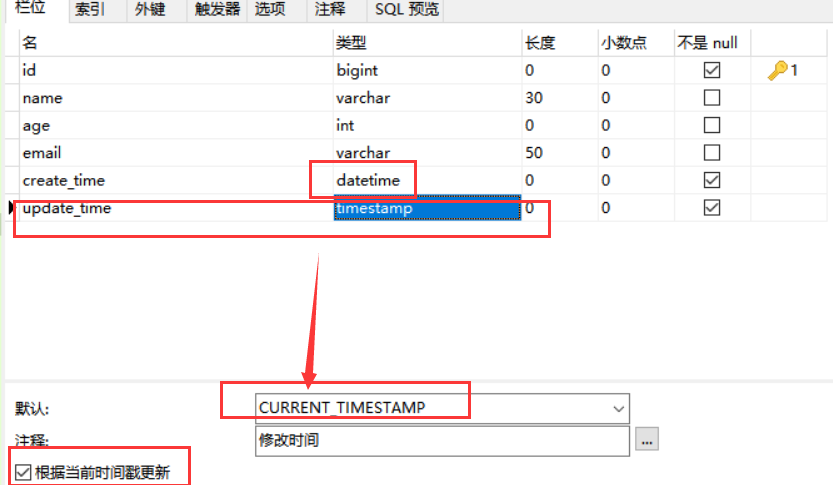 栏位 索引 外键 触发器 选项 注释 SQL 预览
名 类型 长度 小数点 不是 null
id bigint 0 0 1
name varchar 30 0
age int 0 0
email varchar 50 0
create_time datetime 0 0
update_time timestamp 0 0
默认: CURRENT_TIMESTAMP
注释: 修改时间 ...
根据当前时间戳更新